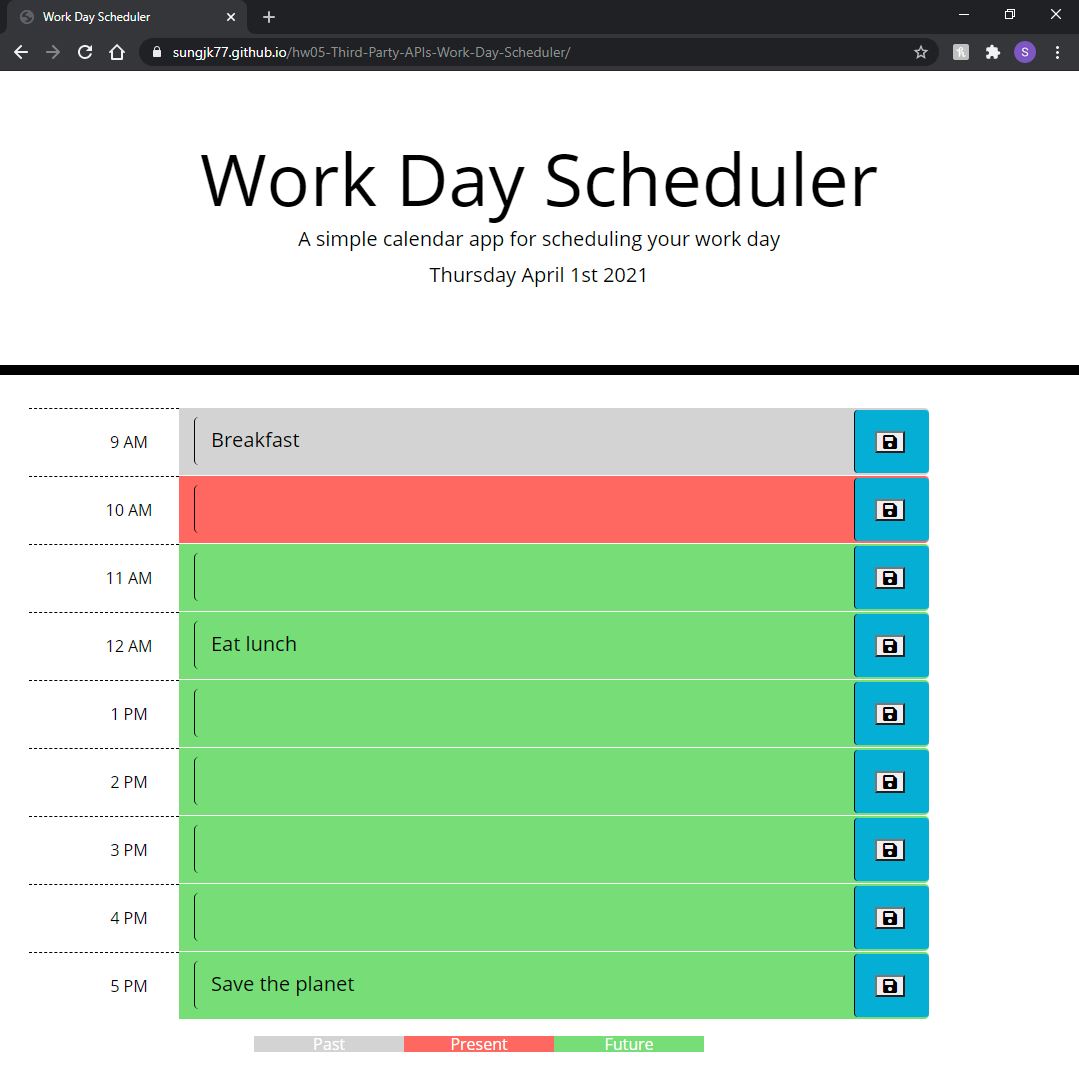 Work Day Scheduler
sungjk77.github.io/hw05-Third-Party-APIs-Work-Day-Scheduler/
S
Work Day Scheduler
A simple calendar app for scheduling your work day
Thursday April 1st 2021
9 AM Breakfast
10 AM
11 AM
12 AM Eat lunch
1 PM
2 PM
3 PM
4 PM
5 PM Save the planet
Past Present Future